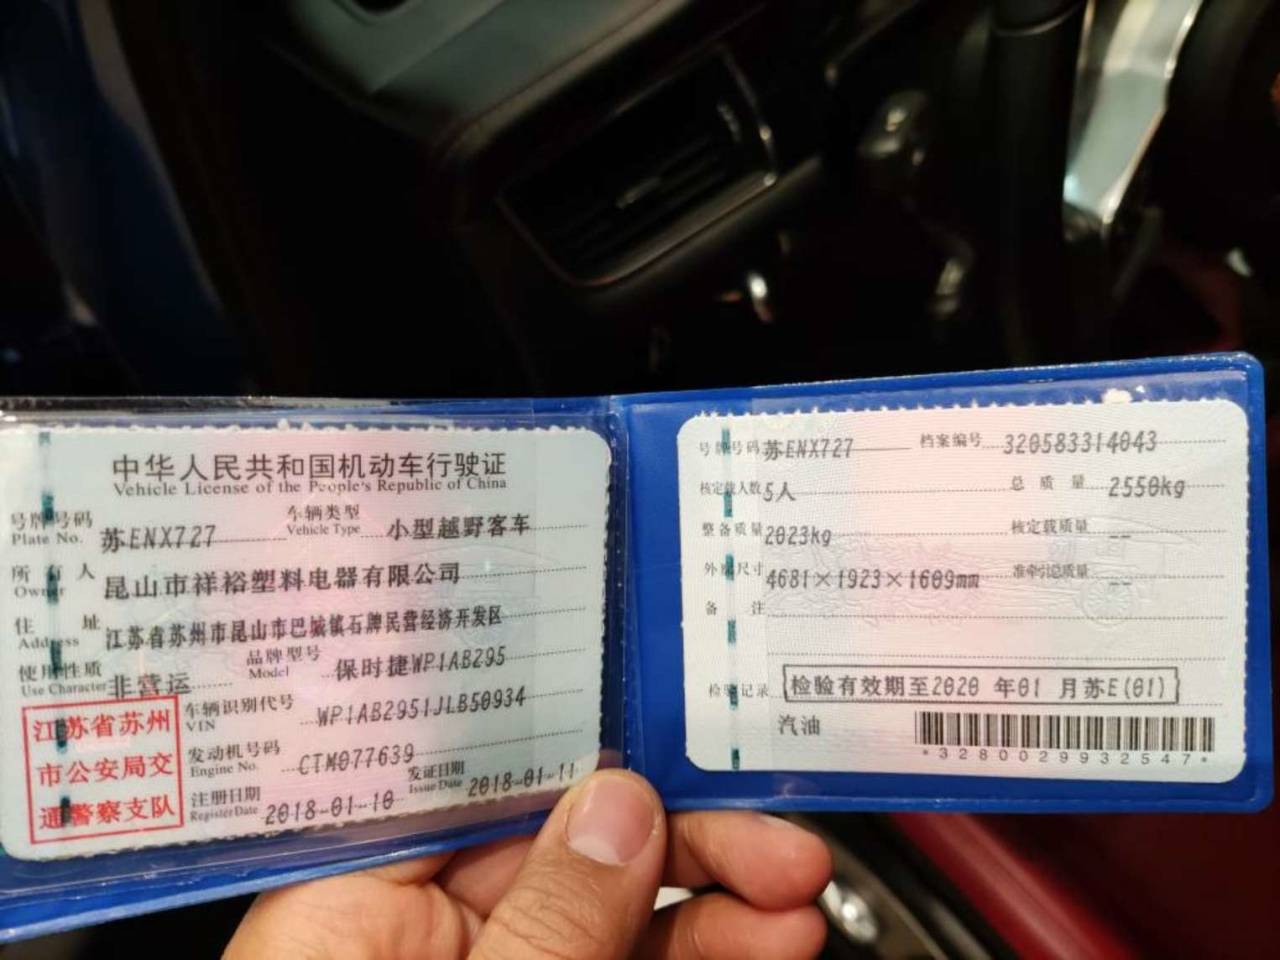 中华人民共和国机动车行驶证
Vehicle License of the People's Republic of China
号牌号码 苏ENX727 车辆类型 小型越野客车
Plate No. Vehicle Type
所有人 昆山市祥裕塑料电器有限公司
Owner
住址 江苏省苏州市昆山市巴城镇石牌民营经济开发区
Address
使用性质 非营运 品牌型号 保时捷WP1AB295
Use Character Model
车辆识别代号 WP1AB2951JLB50934
VIN
发动机号码 CTM077639
Engine No.
注册日期 2018-01-10 发证日期 2018-01-11
Register Date Issue Date
江苏省苏州
市公安局交
通警察支队
号牌号码 苏ENX727 档案编号 320583314043
核定载人数 5人 总质量 2550kg
整备质量 2023kg 核定载质量 --
外廓尺寸 4681×1923×1609mm 准牵引总质量 --
备注
检验记录 检验有效期至2020 年01 月苏E(01)
汽油
*3280029932547*